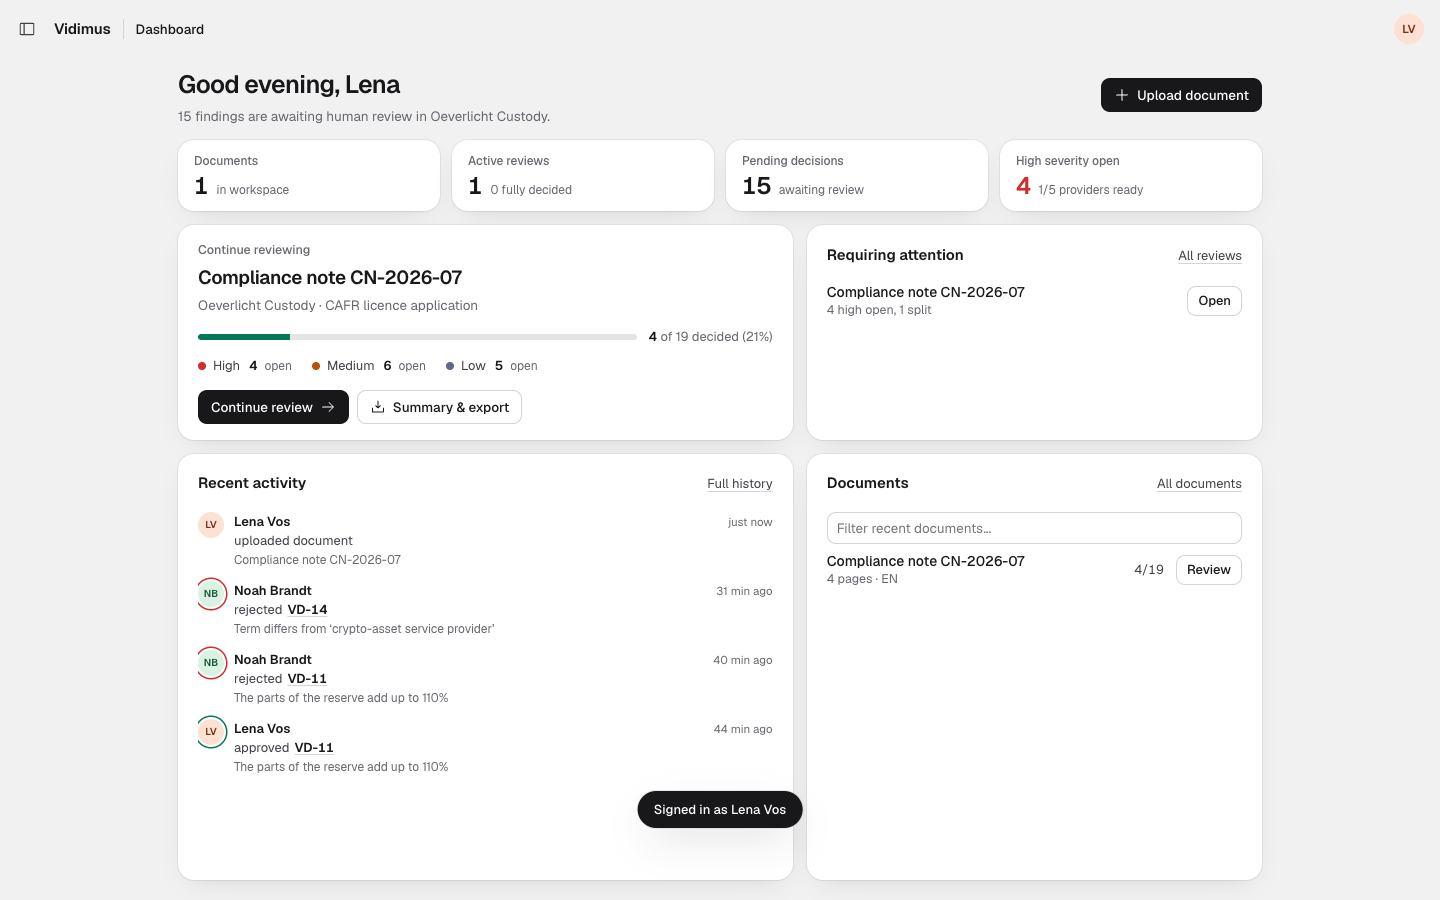 Vidimus
Dashboard
LV
Good evening, Lena
15 findings are awaiting human review in Oeverlicht Custody.
Upload document
Documents
1 in workspace
Active reviews
1 0 fully decided
Pending decisions
15 awaiting review
High severity open
4 1/5 providers ready
Continue reviewing
Compliance note CN-2026-07
Oeverlicht Custody · CAFR licence application
4 of 19 decided (21%)
High 4 open Medium 6 open Low 5 open
Continue review
Summary & export
Requiring attention
All reviews
Compliance note CN-2026-07
4 high open, 1 split
Open
Recent activity
Full history
LV
Lena Vos
just now
uploaded document
Compliance note CN-2026-07
NB
Noah Brandt
31 min ago
rejected VD-14
Term differs from ‘crypto-asset service provider’
NB
Noah Brandt
40 min ago
rejected VD-11
The parts of the reserve add up to 110%
LV
Lena Vos
44 min ago
approved VD-11
The parts of the reserve add up to 110%
Documents
All documents
Filter recent documents…
Compliance note CN-2026-07
4 pages · EN
4/19
Review
Signed in as Lena Vos